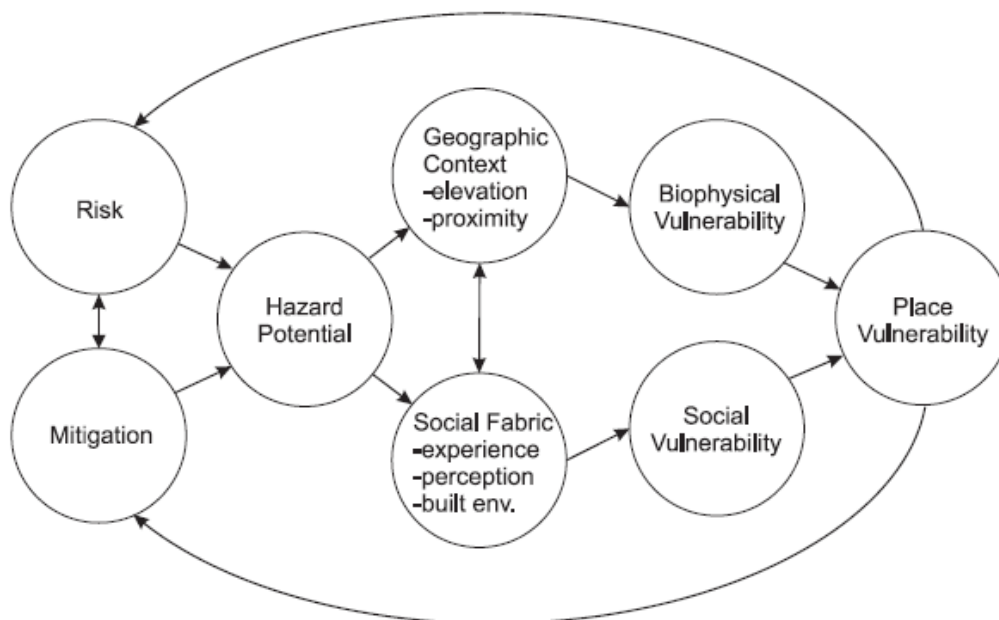 Risk
Mitigation
Hazard
Potential
Geographic
Context
-elevation
-proximity
Social Fabric
-experience
-perception
-built env.
Biophysical
Vulnerability
Social
Vulnerability
Place
Vulnerability